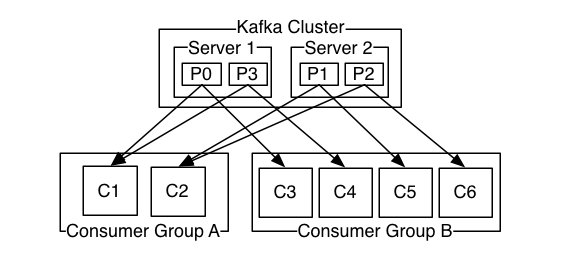 Kafka Cluster
Server 1 Server 2
P0 P3 P1 P2
C1 C2 C3 C4 C5 C6
Consumer Group A Consumer Group B